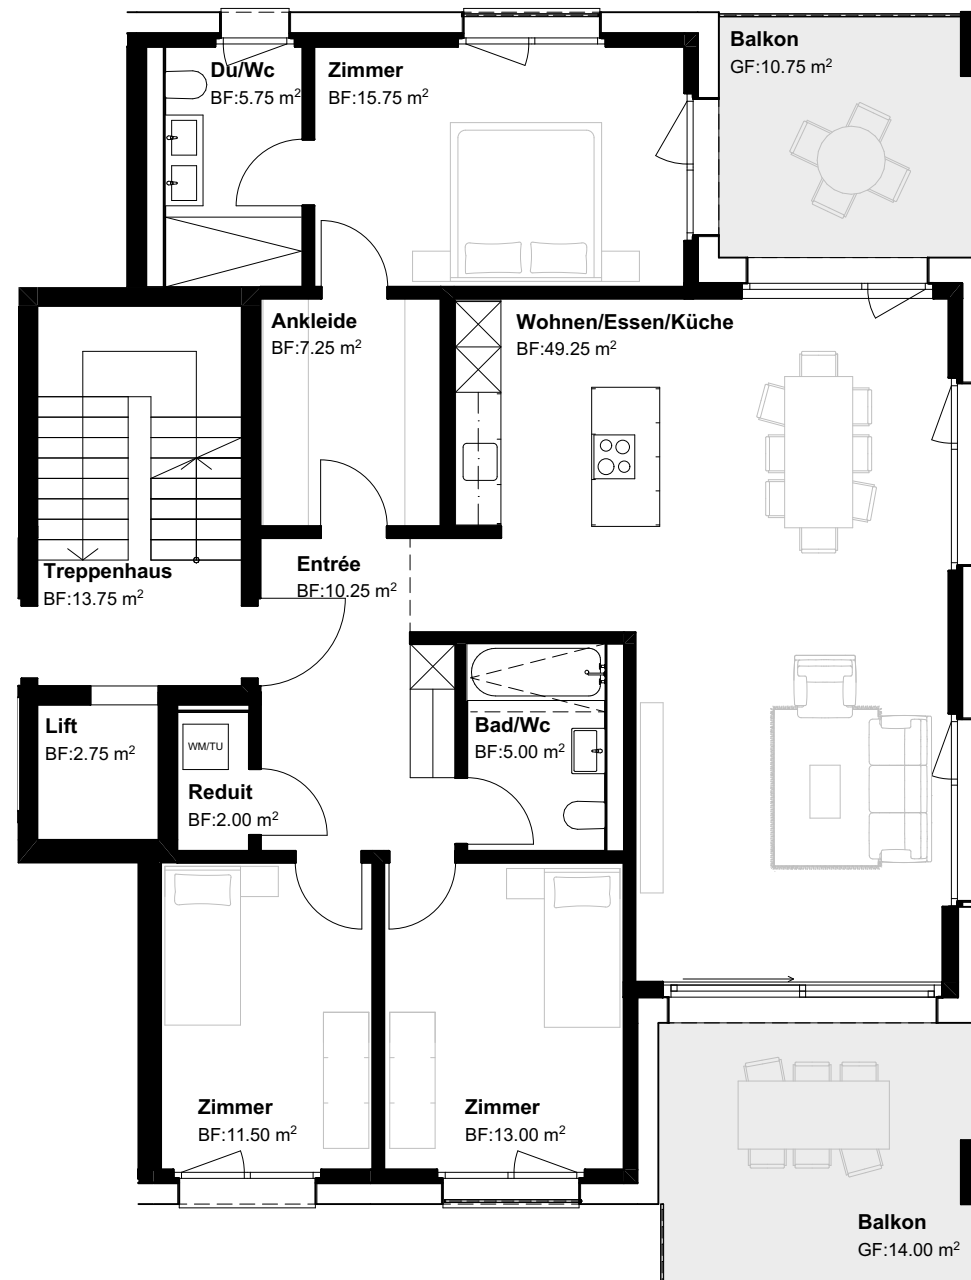 Balkon
GF:10.75 m²
Du/Wc
BF:5.75 m²
Zimmer
BF:15.75 m²
Ankleide
BF:7.25 m²
Wohnen/Essen/Küche
BF:49.25 m²
Treppenhaus
BF:13.75 m²
Entrée
BF:10.25 m²
Lift
BF:2.75 m²
WM/TU
Reduit
BF:2.00 m²
Bad/Wc
BF:5.00 m²
Zimmer
BF:11.50 m²
Zimmer
BF:13.00 m²
Balkon
GF:14.00 m²